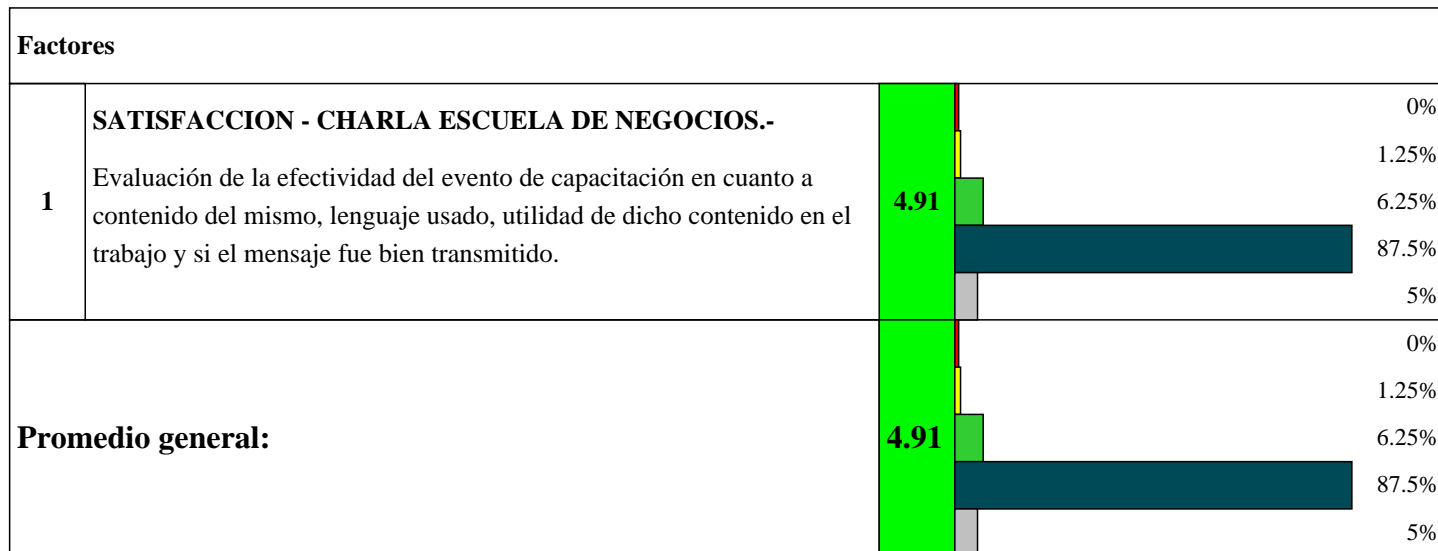 Factores
SATISFACCION - CHARLA ESCUELA DE NEGOCIOS.-
1
Evaluación de la efectividad del evento de capacitación en cuanto a
contenido del mismo, lenguaje usado, utilidad de dicho contenido en el
trabajo y si el mensaje fue bien transmitido.
4.91
0%
1.25%
6.25%
87.5%
5%
Promedio general:
4.91
0%
1.25%
6.25%
87.5%
5%